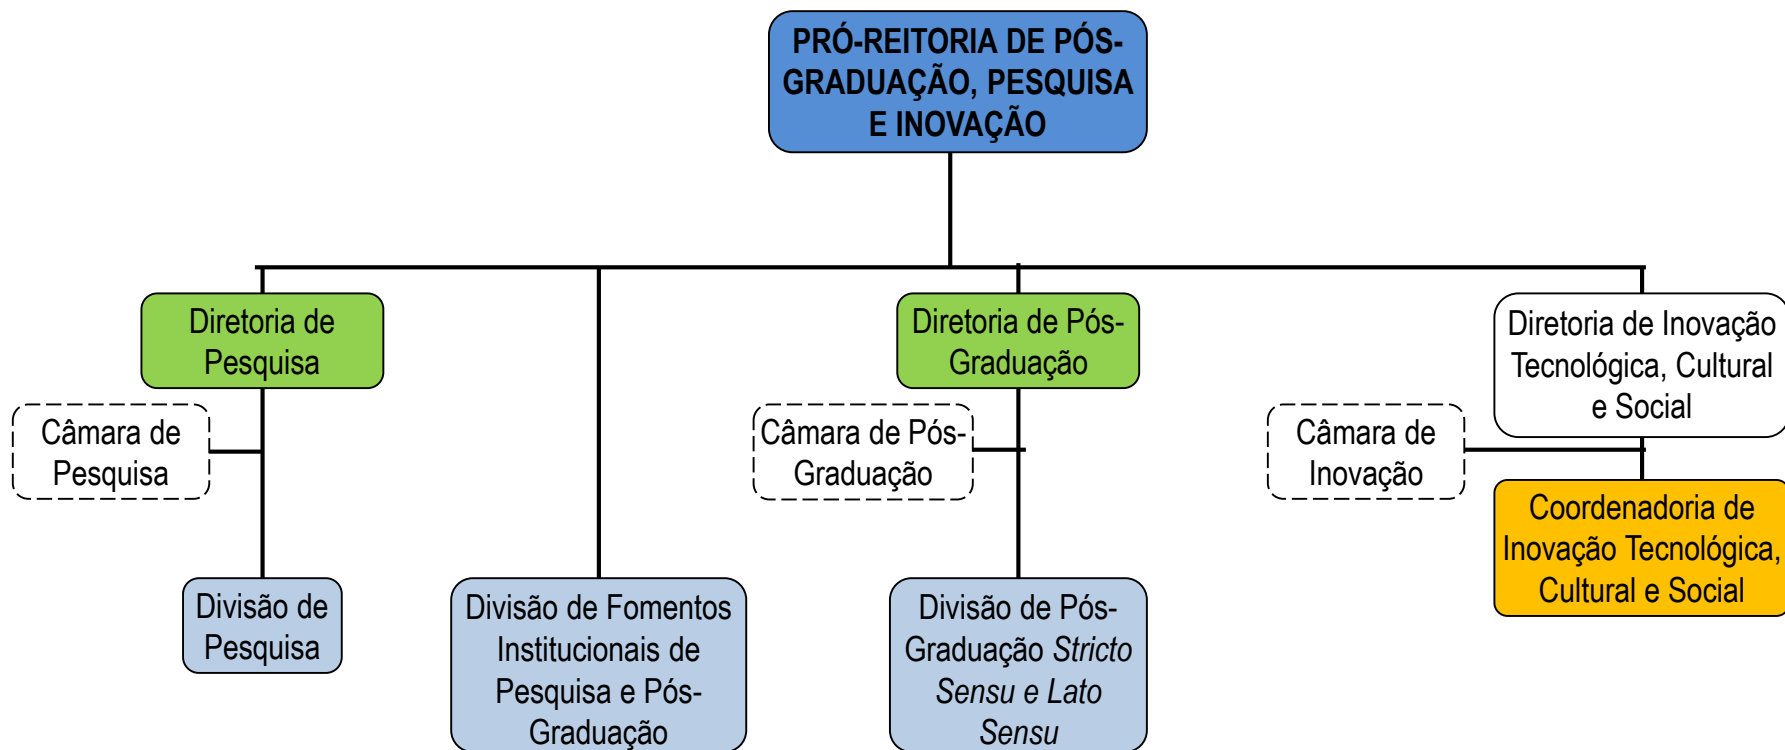 PRÓ-REITORIA DE PÓS-
GRADUAÇÃO, PESQUISA
E INOVAÇÃO
Diretoria de
Pesquisa
Diretoria de Pós-
Graduação
Diretoria de Inovação
Tecnológica, Cultural
e Social
Câmara de
Pesquisa
Câmara de Pós-
Graduação
Câmara de
Inovação
Coordenadoria de
Inovação Tecnológica,
Cultural e Social
Divisão de
Pesquisa
Divisão de Fomentos
Institucionais de
Pesquisa e Pós-
Graduação
Divisão de Pós-
Graduação Stricto
Sensu e Lato
Sensu